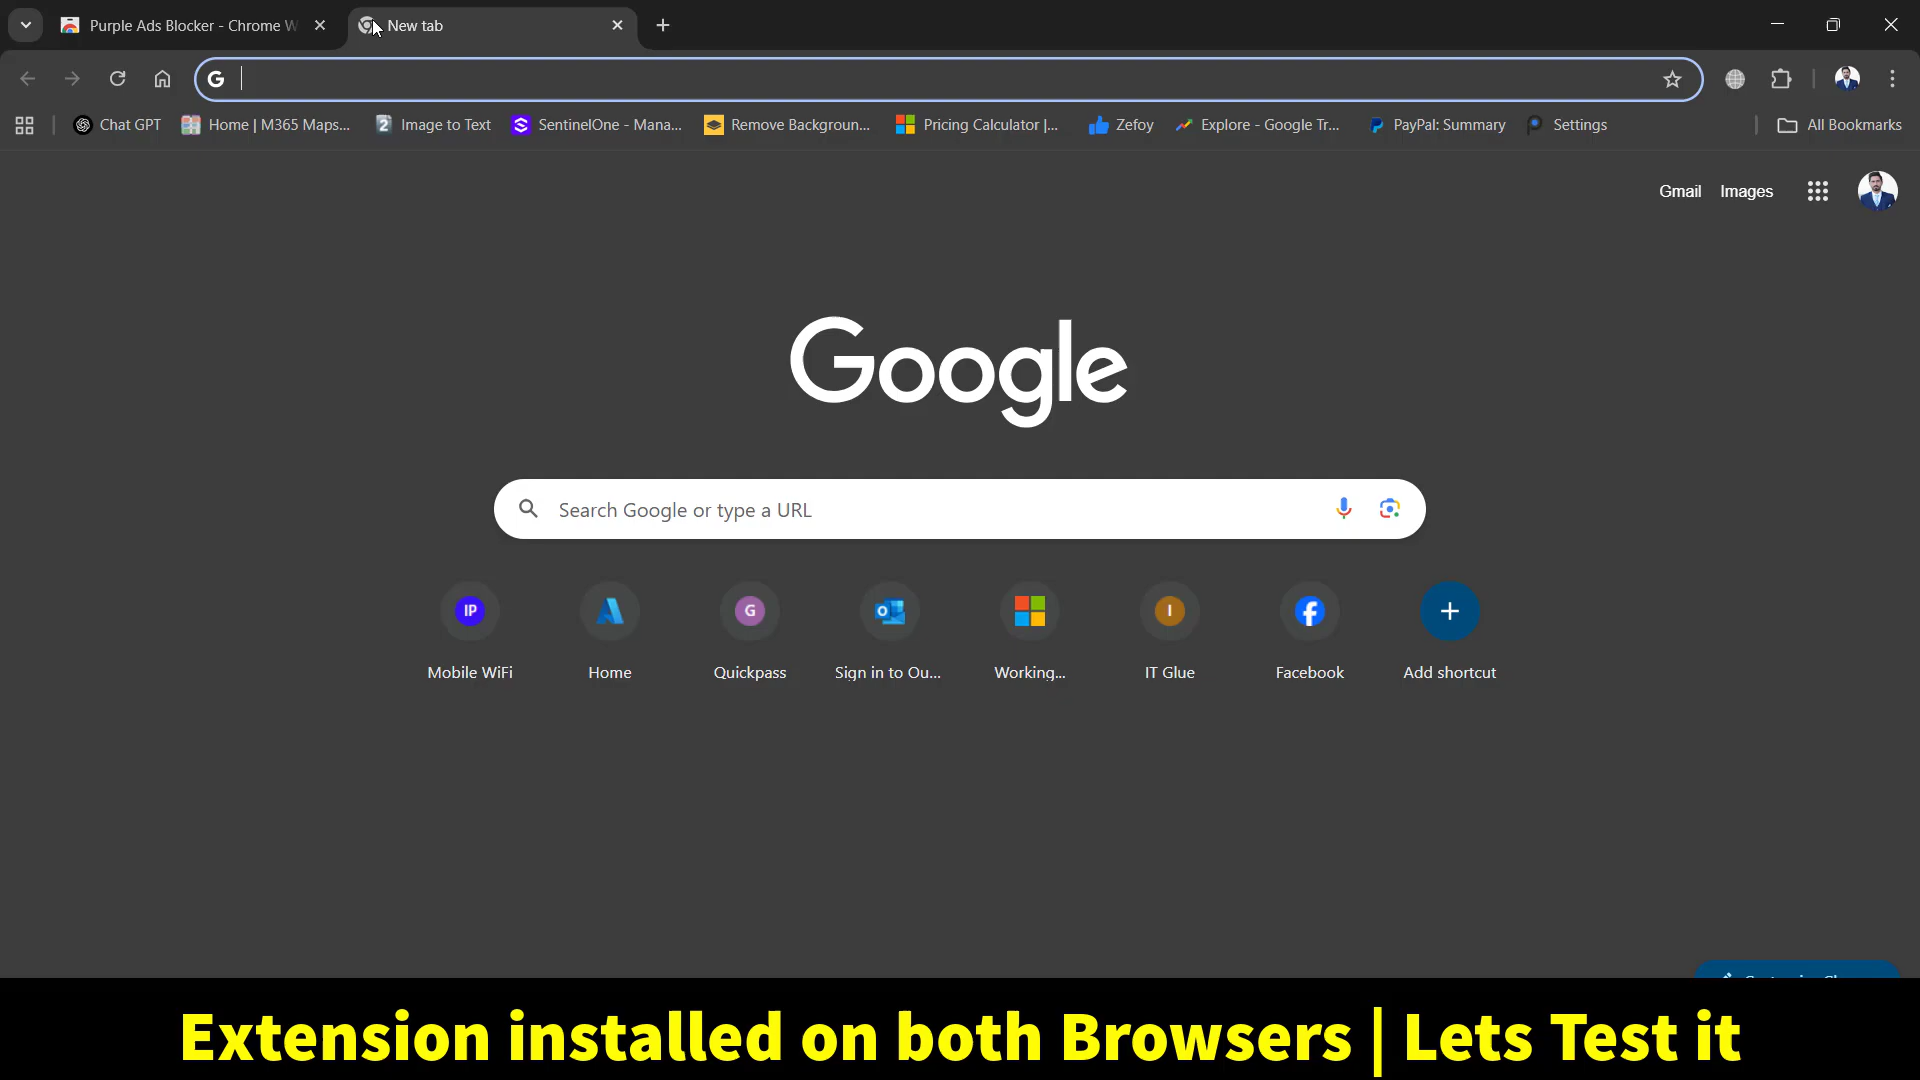 Purple Ads Blocker - Chrome W
New tab
Chat GPT
Home | M365 Maps...
Image to Text
SentinelOne - Mana...
Remove Backgroun...
Pricing Calculator |...
Zefoy
Explore - Google Tr...
PayPal: Summary
Settings
All Bookmarks
Gmail
Images
Google
Search Google or type a URL
IP
G
I
Mobile WiFi
Home
Quickpass
Sign in to Ou...
Working...
IT Glue
Facebook
Add shortcut
Extension installed on both Browsers | Lets Test it